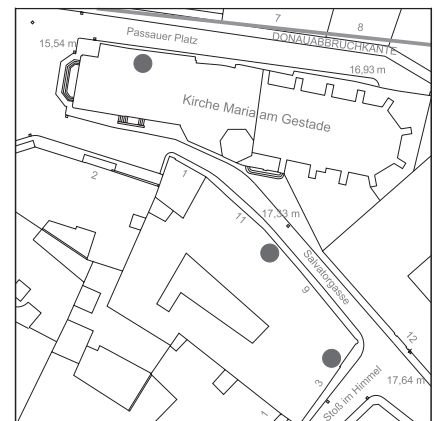 7
8
Passauer Platz
DONAUABBRUCHKANTE
15,54 m
16,93 m
Kirche Maria am Gestade
2
1
11
17,33 m
Salvatorgasse
9
12
3
17,64 m
Stoß im Himmel
1